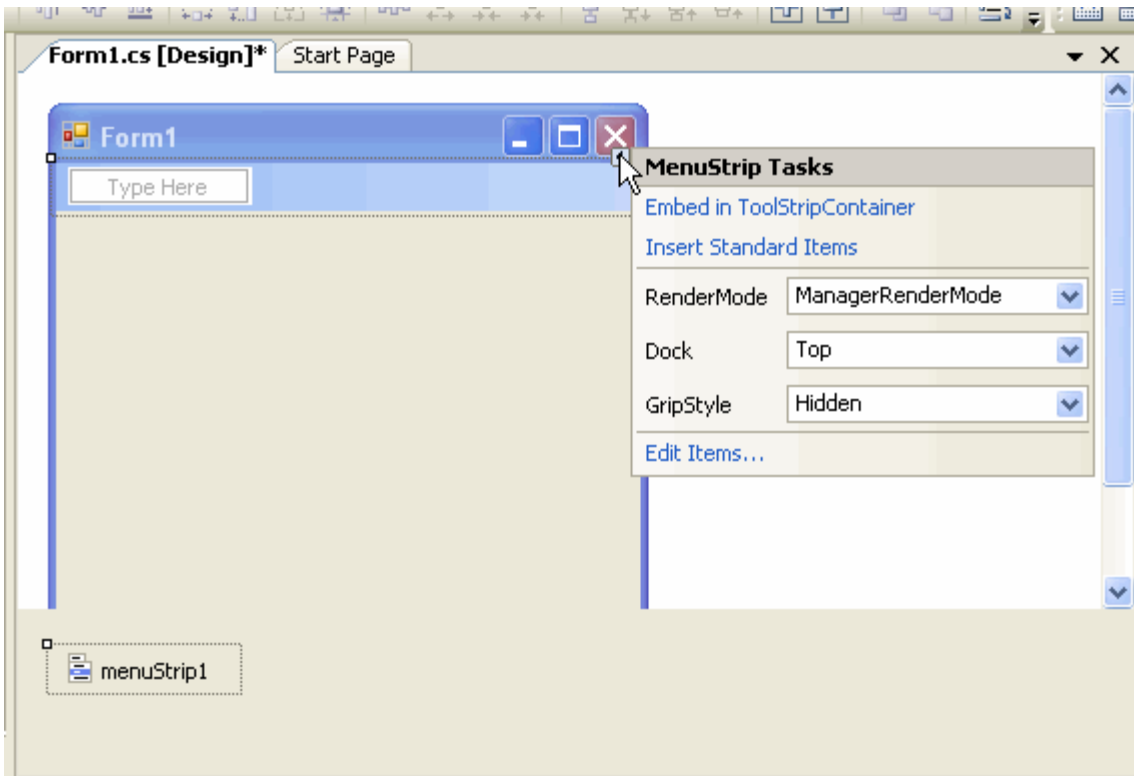 Form1.cs [Design]* Start Page
Form1
Type Here
MenuStrip Tasks
Embed in ToolStripContainer
Insert Standard Items
RenderMode ManagerRenderMode
Dock Top
GripStyle Hidden
Edit Items...
menuStrip1